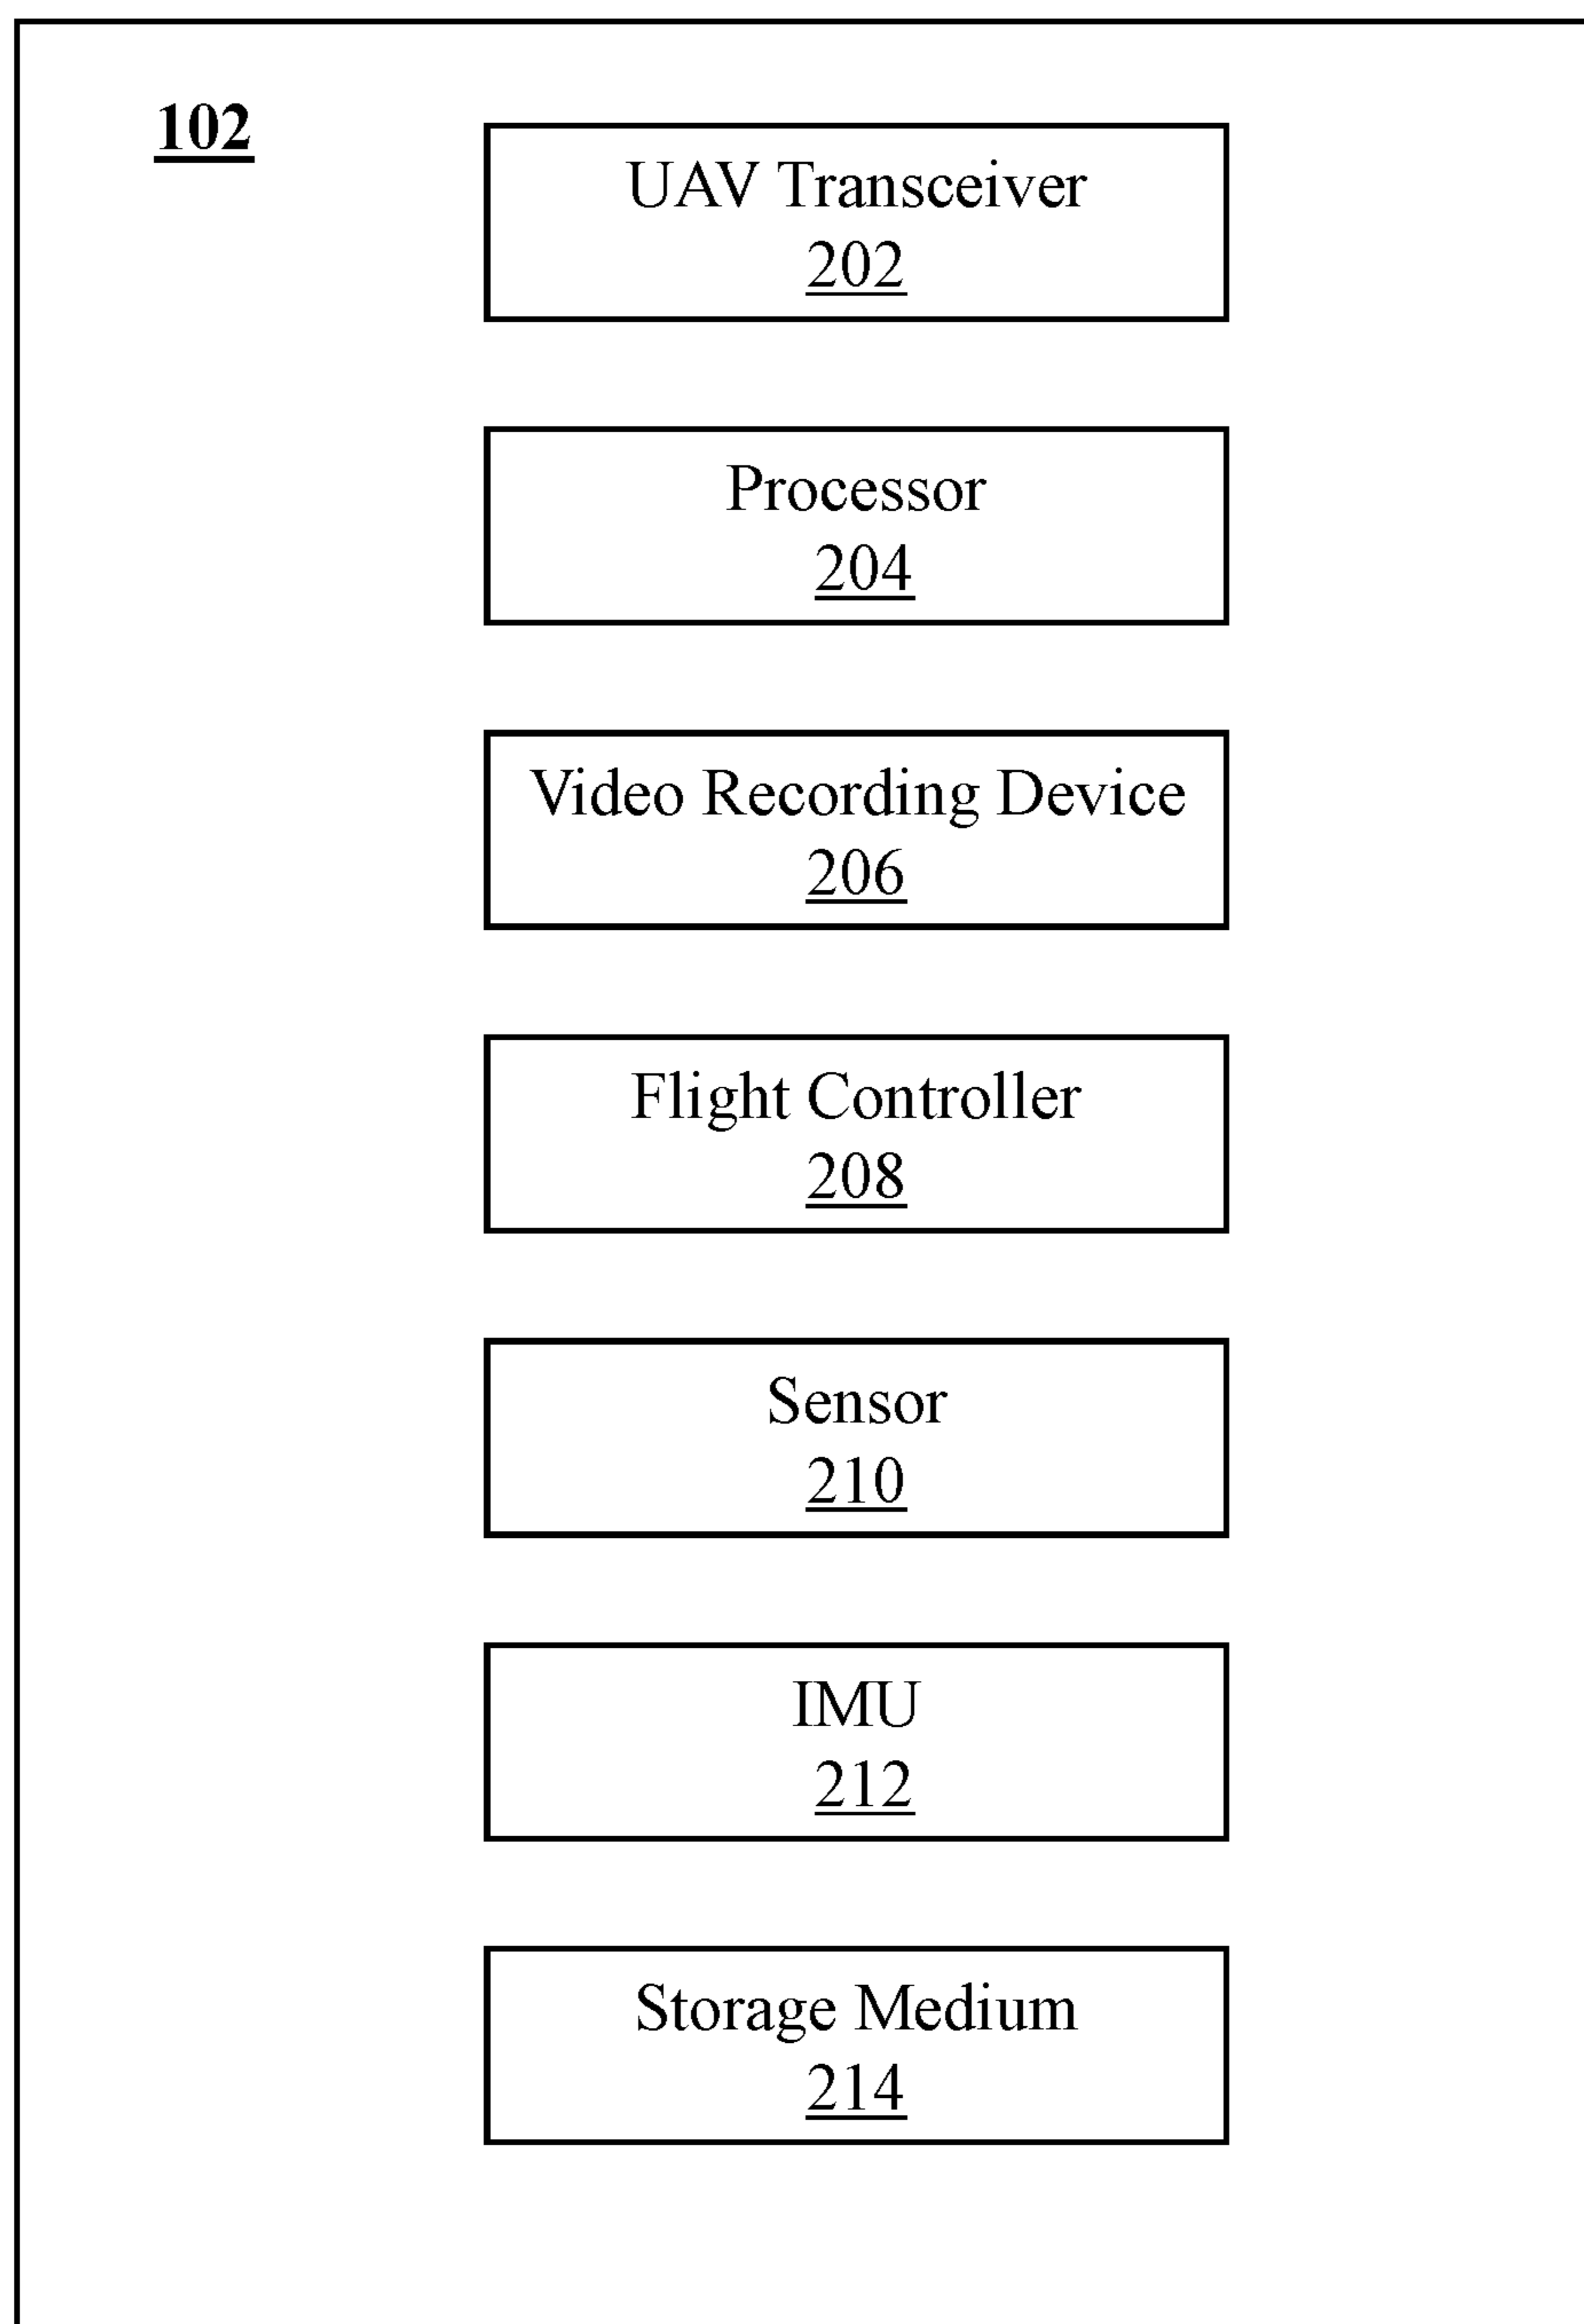 102
UAV Transceiver
202
Processor
204
Video Recording Device
206
Flight Controller
208
Sensor
210
IMU
212
Storage Medium
214